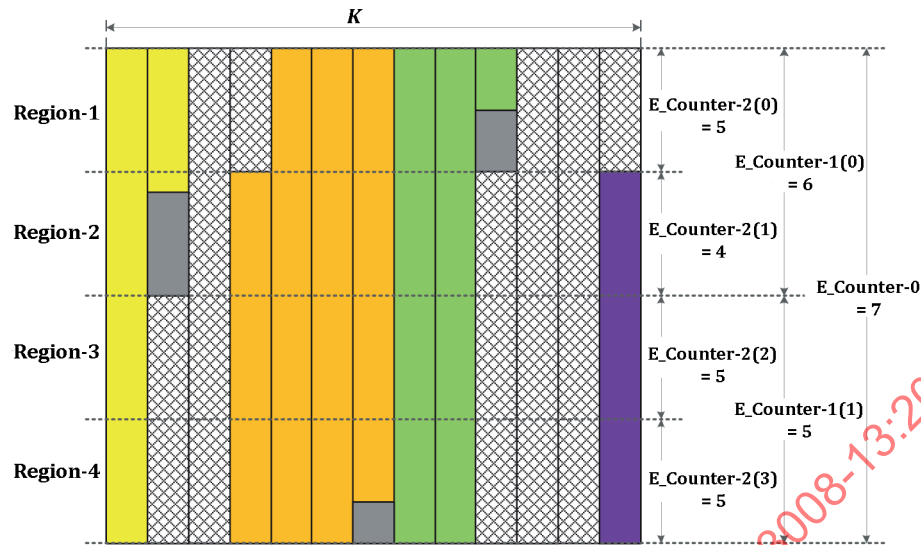 K
Region-1
E_Counter-2(0)
= 5
E_Counter-1(0)
= 6
Region-2
E_Counter-2(1)
= 4
E_Counter-0
= 7
Region-3
E_Counter-2(2)
= 5
E_Counter-1(1)
= 5
Region-4
E_Counter-2(3)
= 5